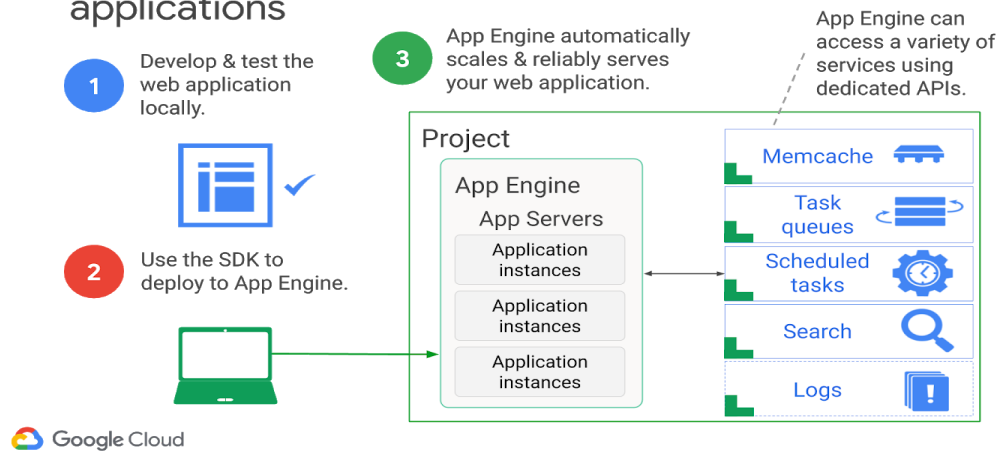 applications
1
Develop & test the
web application
locally.
2
Use the SDK to
deploy to App Engine.
3
App Engine automatically
scales & reliably serves
your web application.
App Engine can
access a variety of
services using
dedicated APIs.
Project
App Engine
App Servers
Application
instances
Application
instances
Application
instances
Memcache
Task
queues
Scheduled
tasks
Search
Logs
!
Google Cloud